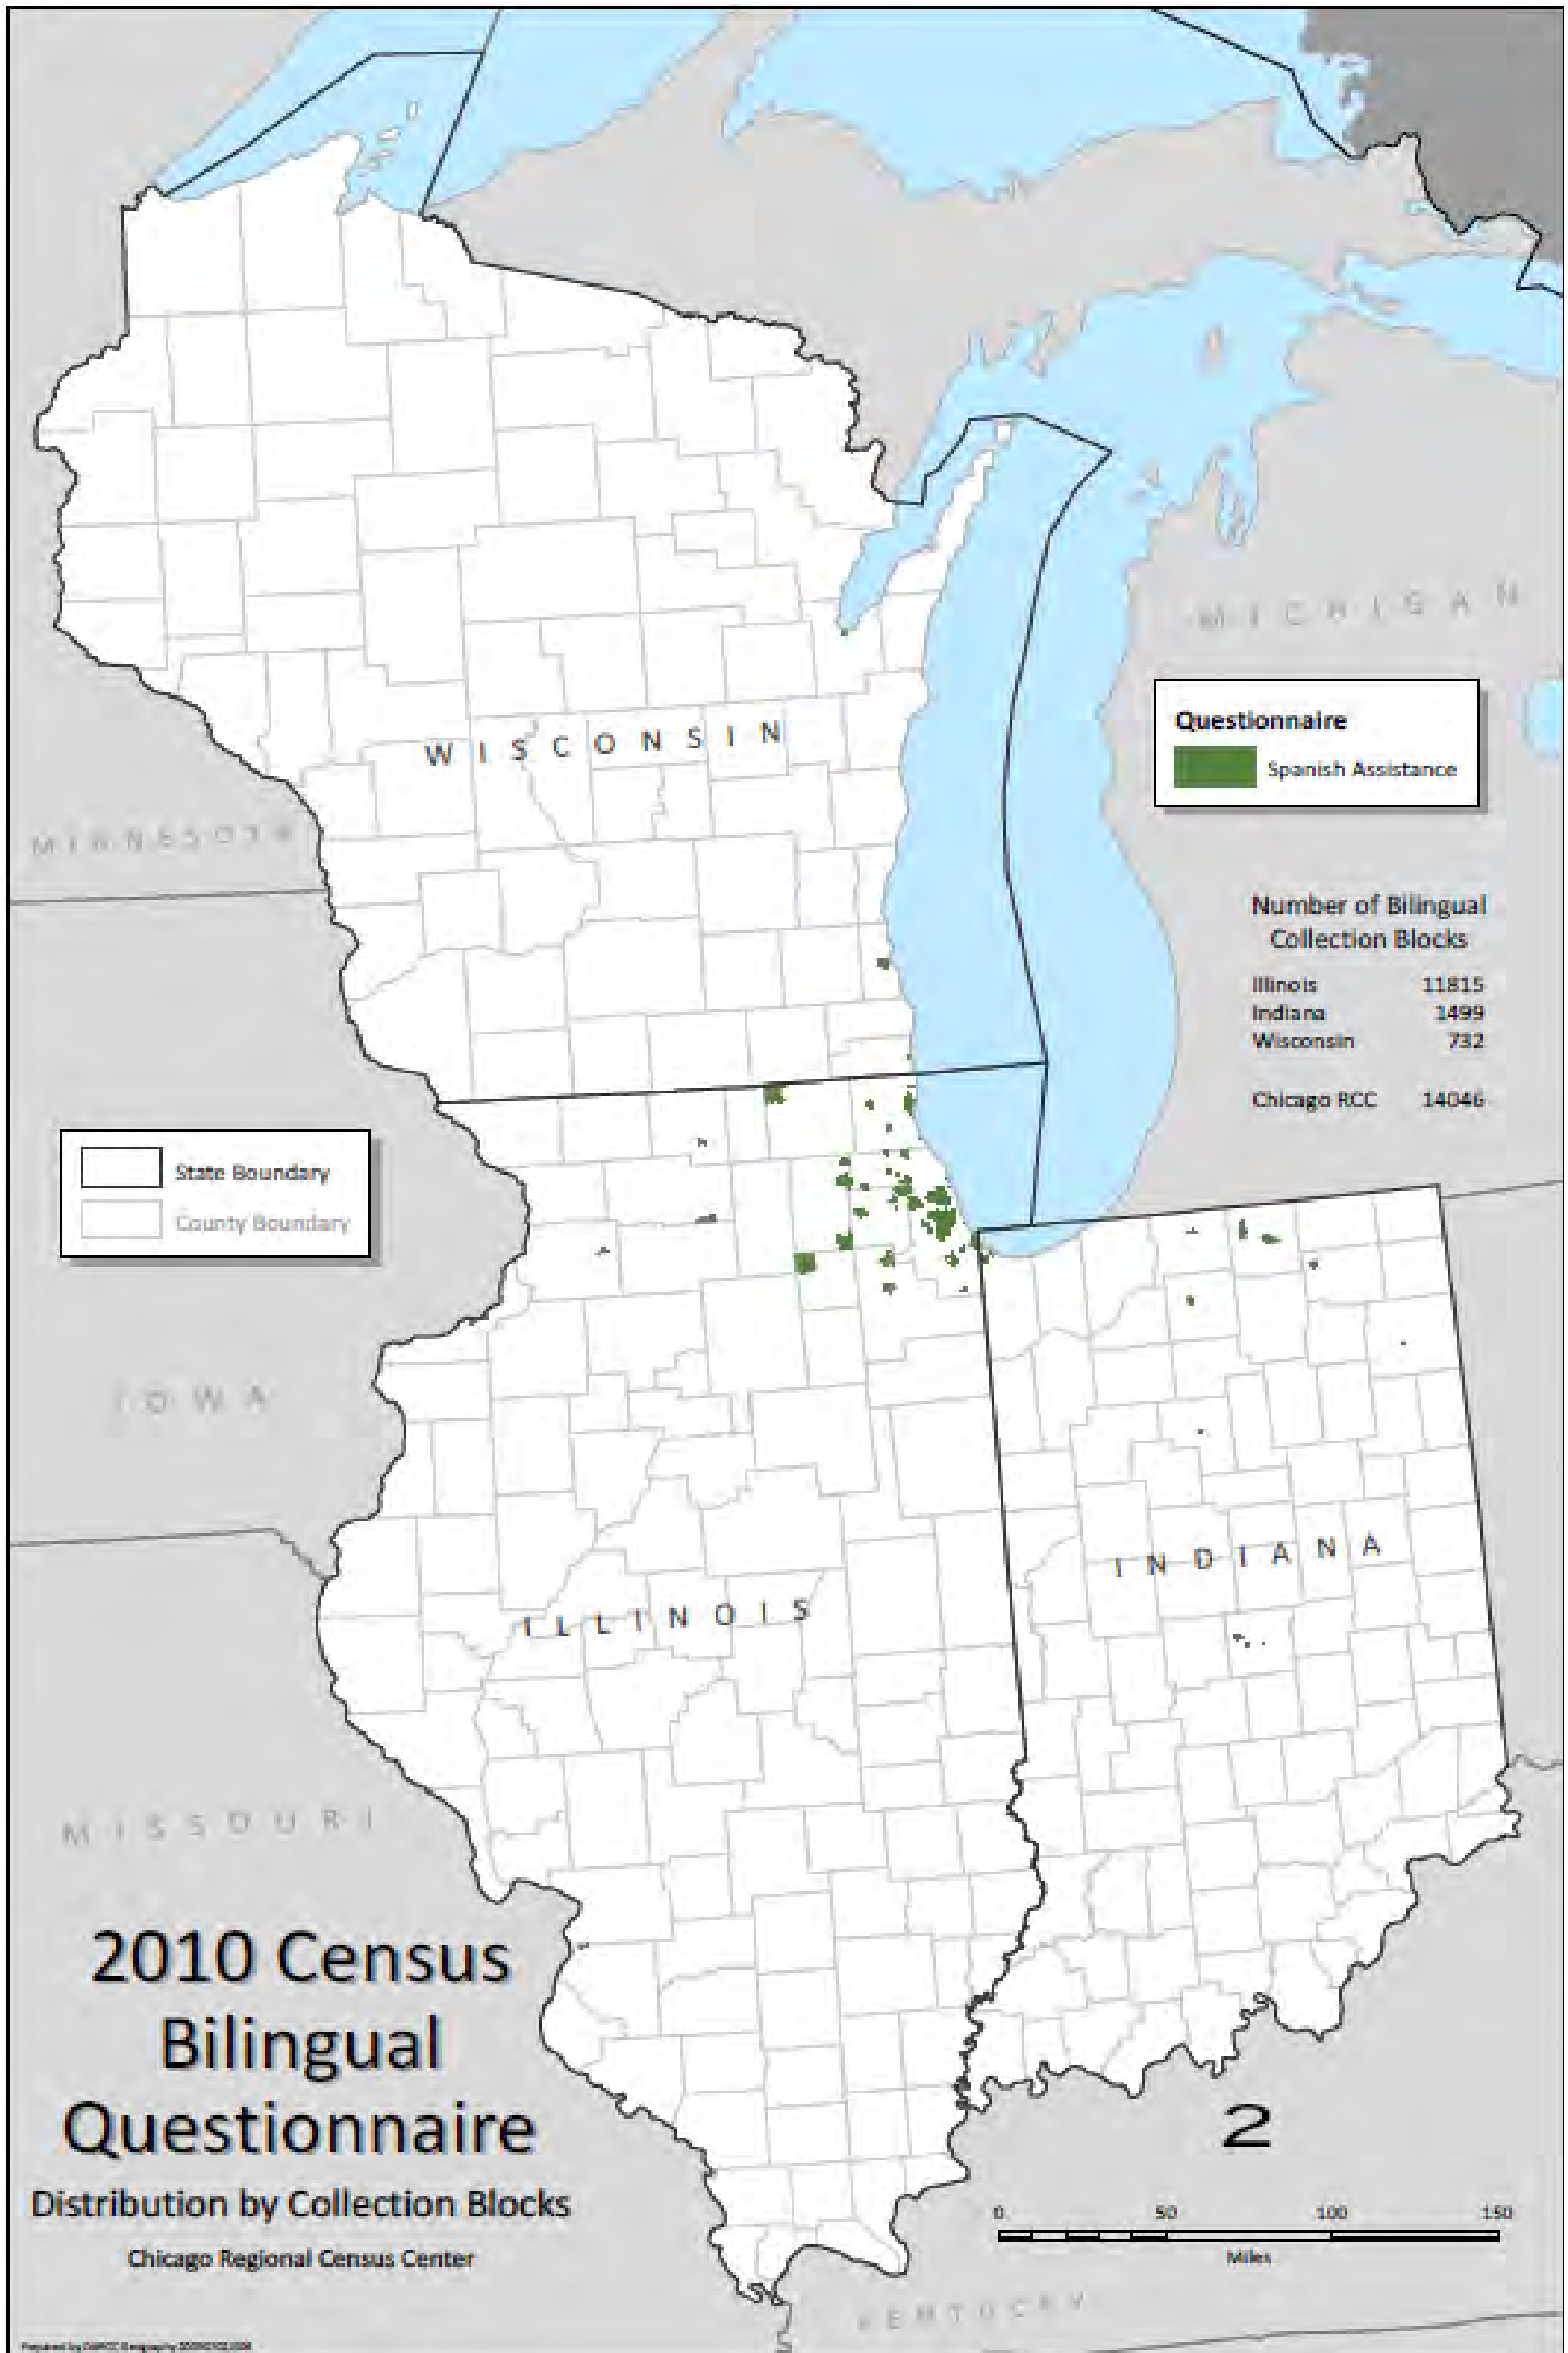 MICHIGAN
Questionnaire
Spanish Assistance
WISCONSIN
MINNESOTA
Number of Bilingual
Collection Blocks
Illinois 11815
Indiana 1499
Wisconsin 732
Chicago RCC 14046
State Boundary
County Boundary
IOWA
INDIANA
ILLINOIS
MISSOURI
2010 Census
Bilingual
Questionnaire
Distribution by Collection Blocks
Chicago Regional Census Center
2
0 50 100 150
Miles
KENTUCKY
Prepared by